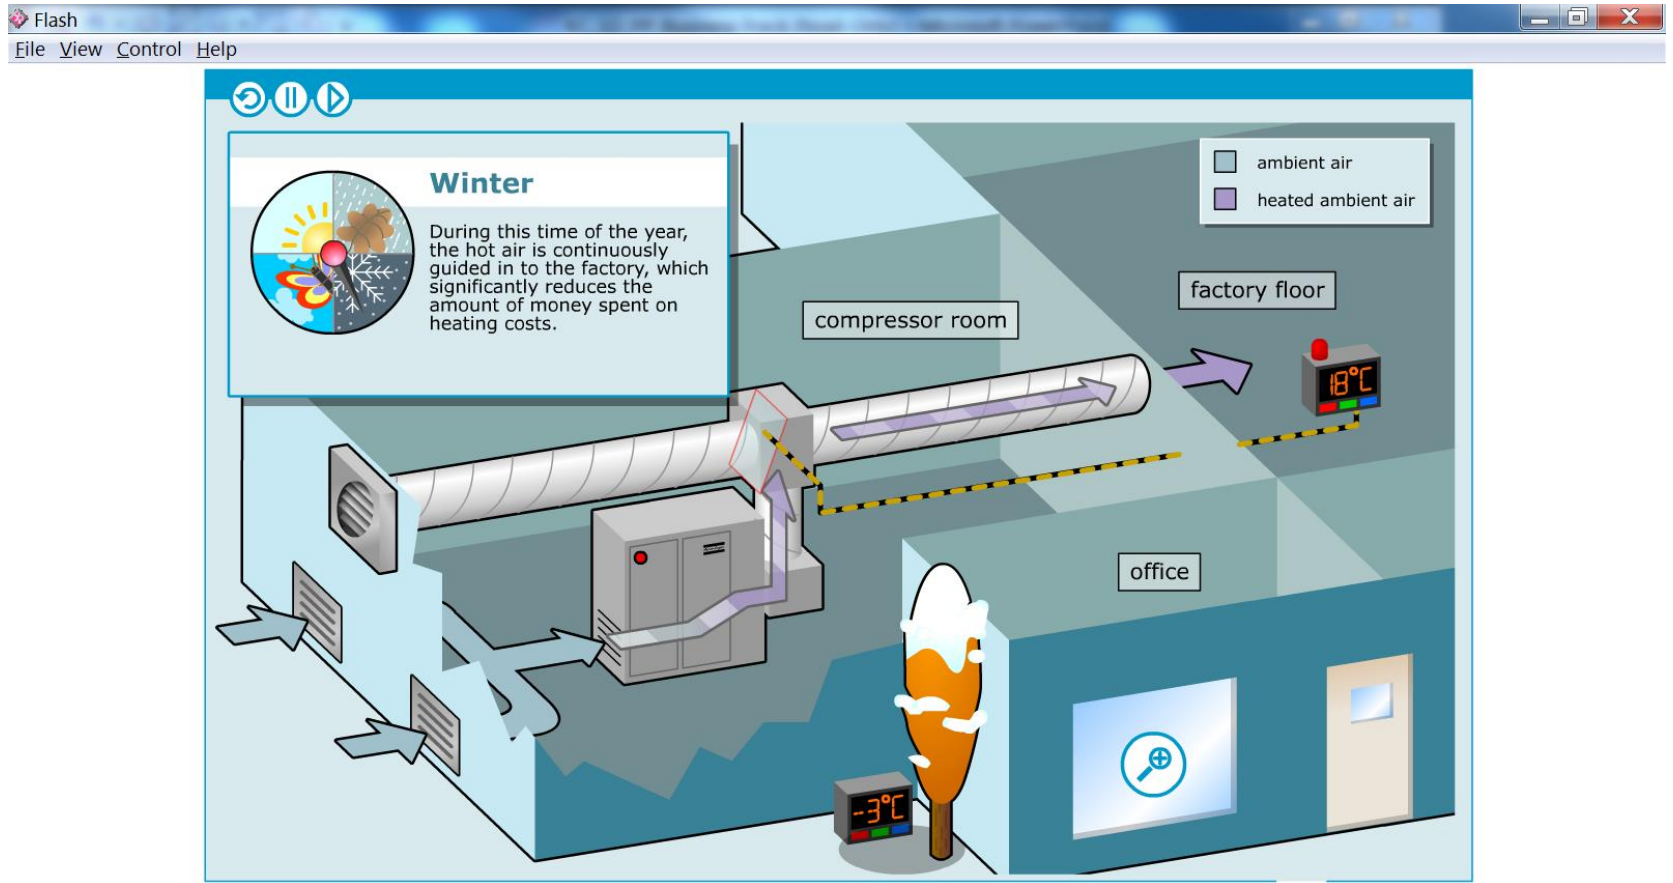 Flash
File View Control Help
Winter
During this time of the year,
the hot air is continuously
guided in to the factory, which
significantly reduces the
amount of money spent on
heating costs.
ambient air
heated ambient air
factory floor
compressor room
18°C
office
-3°C